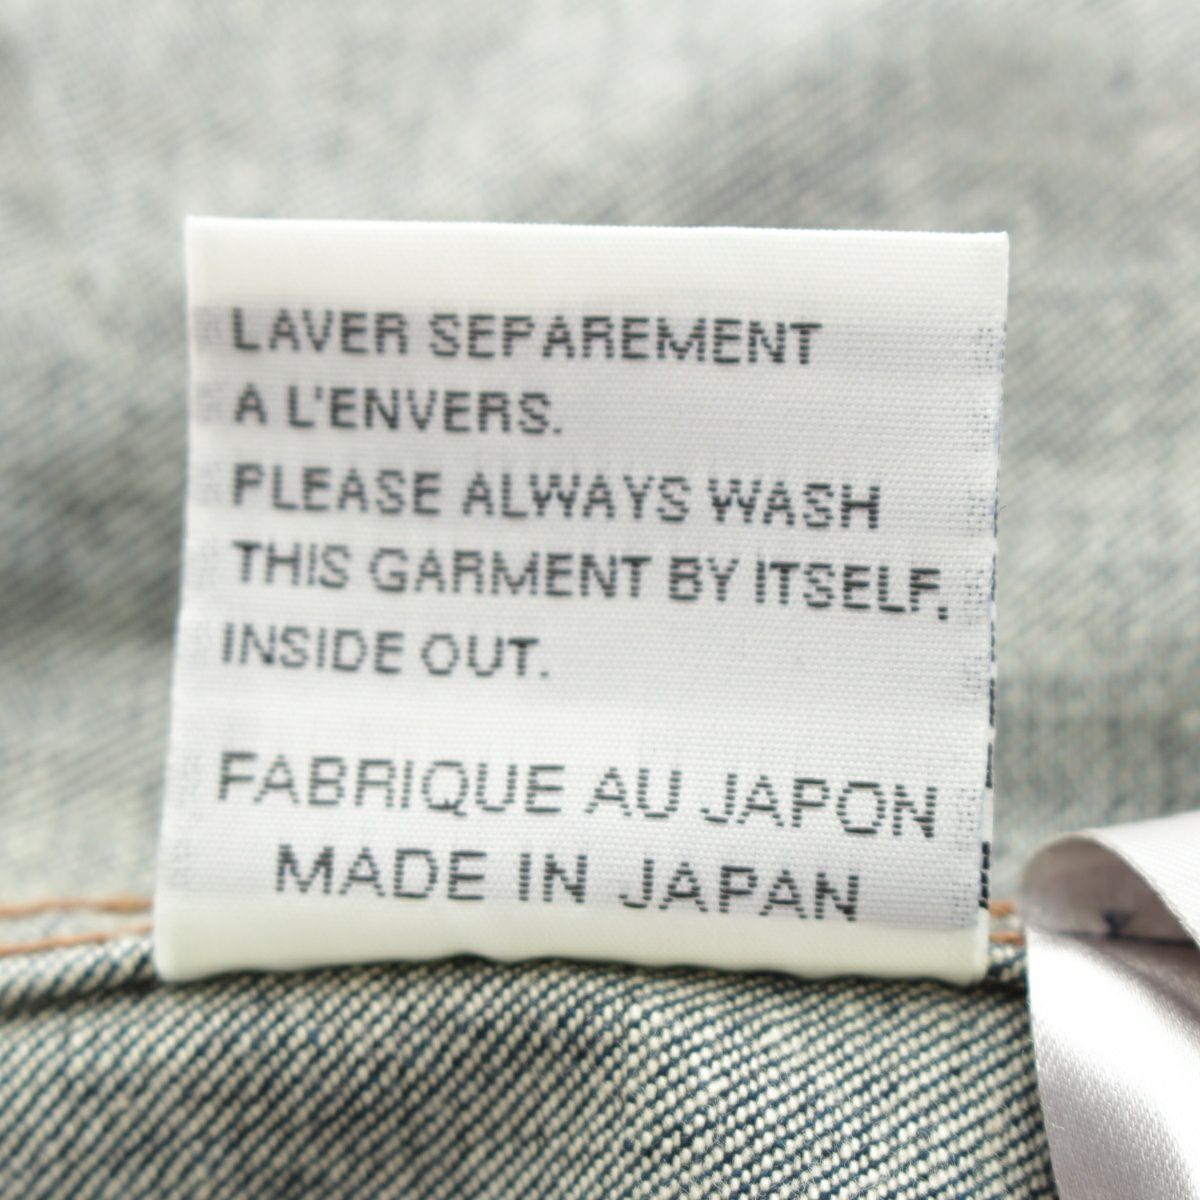 LAVER SEPAREMENT
A L'ENVERS.
PLEASE ALWAYS WASH
THIS GARMENT BY ITSELF,
INSIDE OUT.
FABRIQUE AU JAPON
MADE IN JAPAN